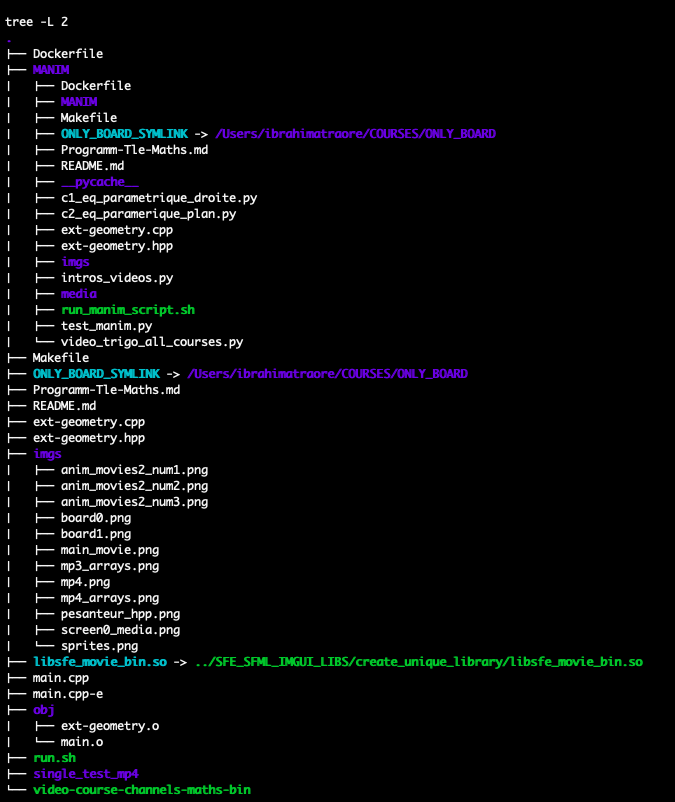 tree -L 2
.
├── Dockerfile
├── MANIM
│   ├── Dockerfile
│   ├── MANIM
│   ├── Makefile
│   ├── ONLY_BOARD_SYMLINK -> /Users/ibrahimatraore/COURSES/ONLY_BOARD
│   ├── Programm-Tle-Maths.md
│   ├── README.md
│   ├── __pycache__
│   ├── c1_eq_parametrique_droite.py
│   ├── c2_eq_paramerique_plan.py
│   ├── ext-geometry.cpp
│   ├── ext-geometry.hpp
│   ├── imgs
│   ├── intros_videos.py
│   ├── media
│   ├── run_manim_script.sh
│   ├── test_manim.py
│   └── video_trigo_all_courses.py
├── Makefile
├── ONLY_BOARD_SYMLINK -> /Users/ibrahimatraore/COURSES/ONLY_BOARD
├── Programm-Tle-Maths.md
├── README.md
├── ext-geometry.cpp
├── ext-geometry.hpp
├── imgs
│   ├── anim_movies2_num1.png
│   ├── anim_movies2_num2.png
│   ├── anim_movies2_num3.png
│   ├── board0.png
│   ├── board1.png
│   ├── main_movie.png
│   ├── mp3_arrays.png
│   ├── mp4.png
│   ├── mp4_arrays.png
│   ├── pesanteur_hpp.png
│   ├── screen0_media.png
│   └── sprites.png
├── libsfe_movie_bin.so -> ../SFE_SFML_IMGUI_LIBS/create_unique_library/libsfe_movie_bin.so
├── main.cpp
├── main.cpp-e
├── obj
│   ├── ext-geometry.o
│   └── main.o
├── run.sh
├── single_test_mp4
└── video-course-channels-maths-bin